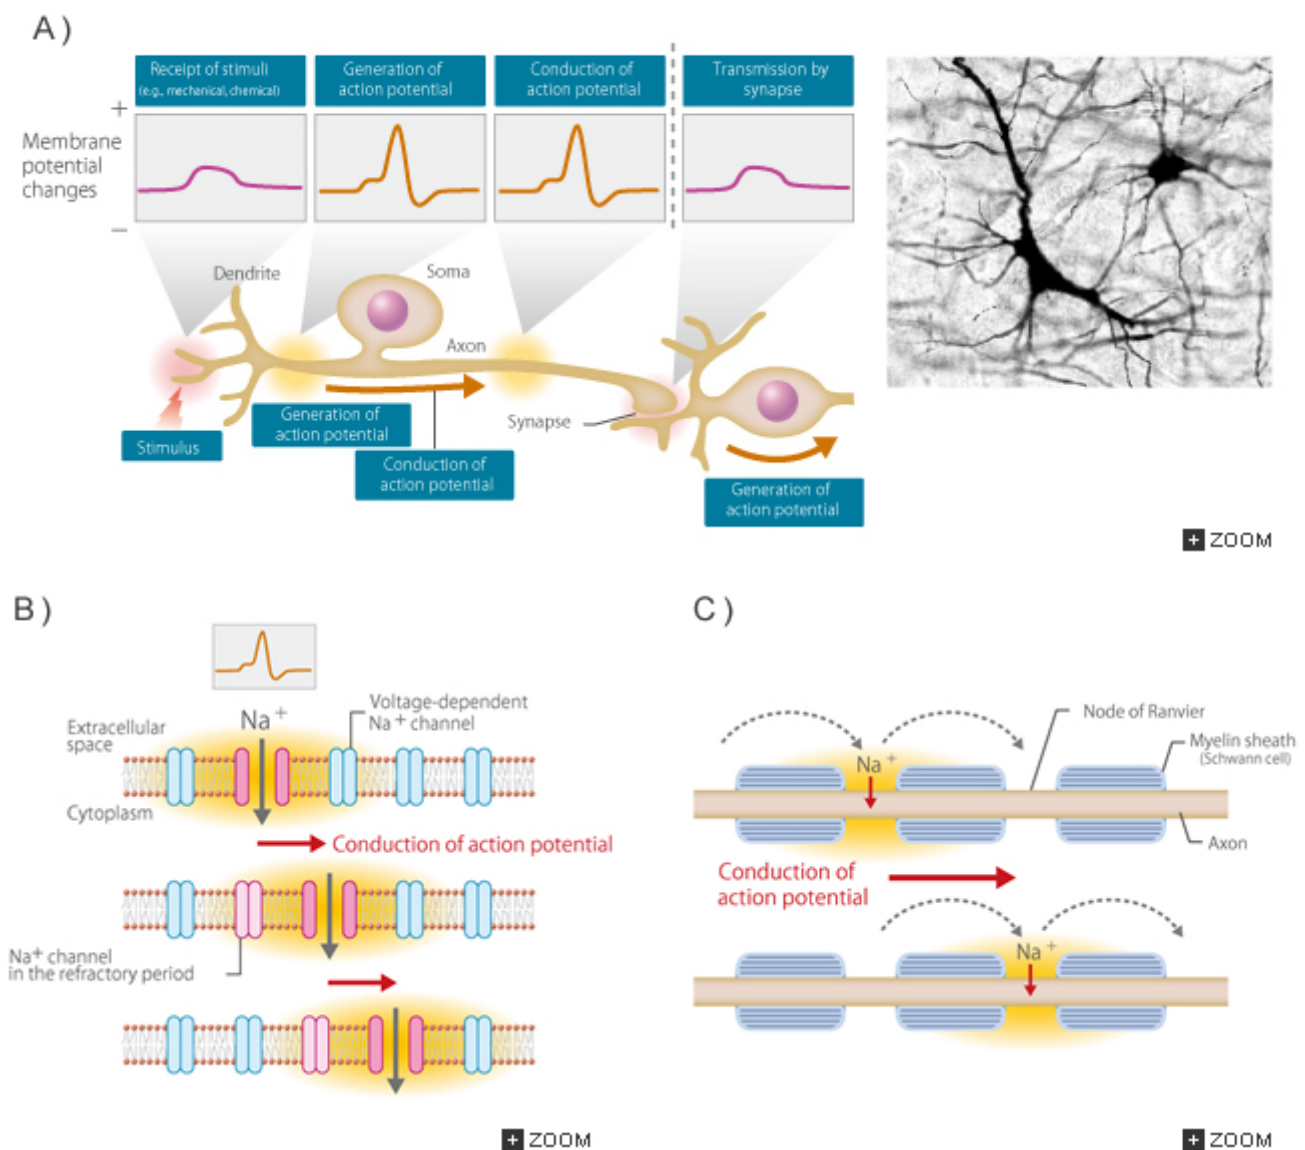 A)
Receipt of stimuli
(e.g., mechanical, chemical)
Generation of
action potential
Conduction of
action potential
Transmission by
synapse
+
Membrane
potential
changes
−
Dendrite
Soma
Axon
Synapse
Stimulus
Generation of
action potential
Conduction of
action potential
Generation of
action potential
+ ZOOM
B)
Na+
Voltage-dependent
Na+ channel
Extracellular
space
Cytoplasm
Conduction of action potential
Na+ channel
in the refractory period
+ ZOOM
C)
Node of Ranvier
Myelin sheath
(Schwann cell)
Na+
Axon
Conduction of
action potential
Na+
+ ZOOM